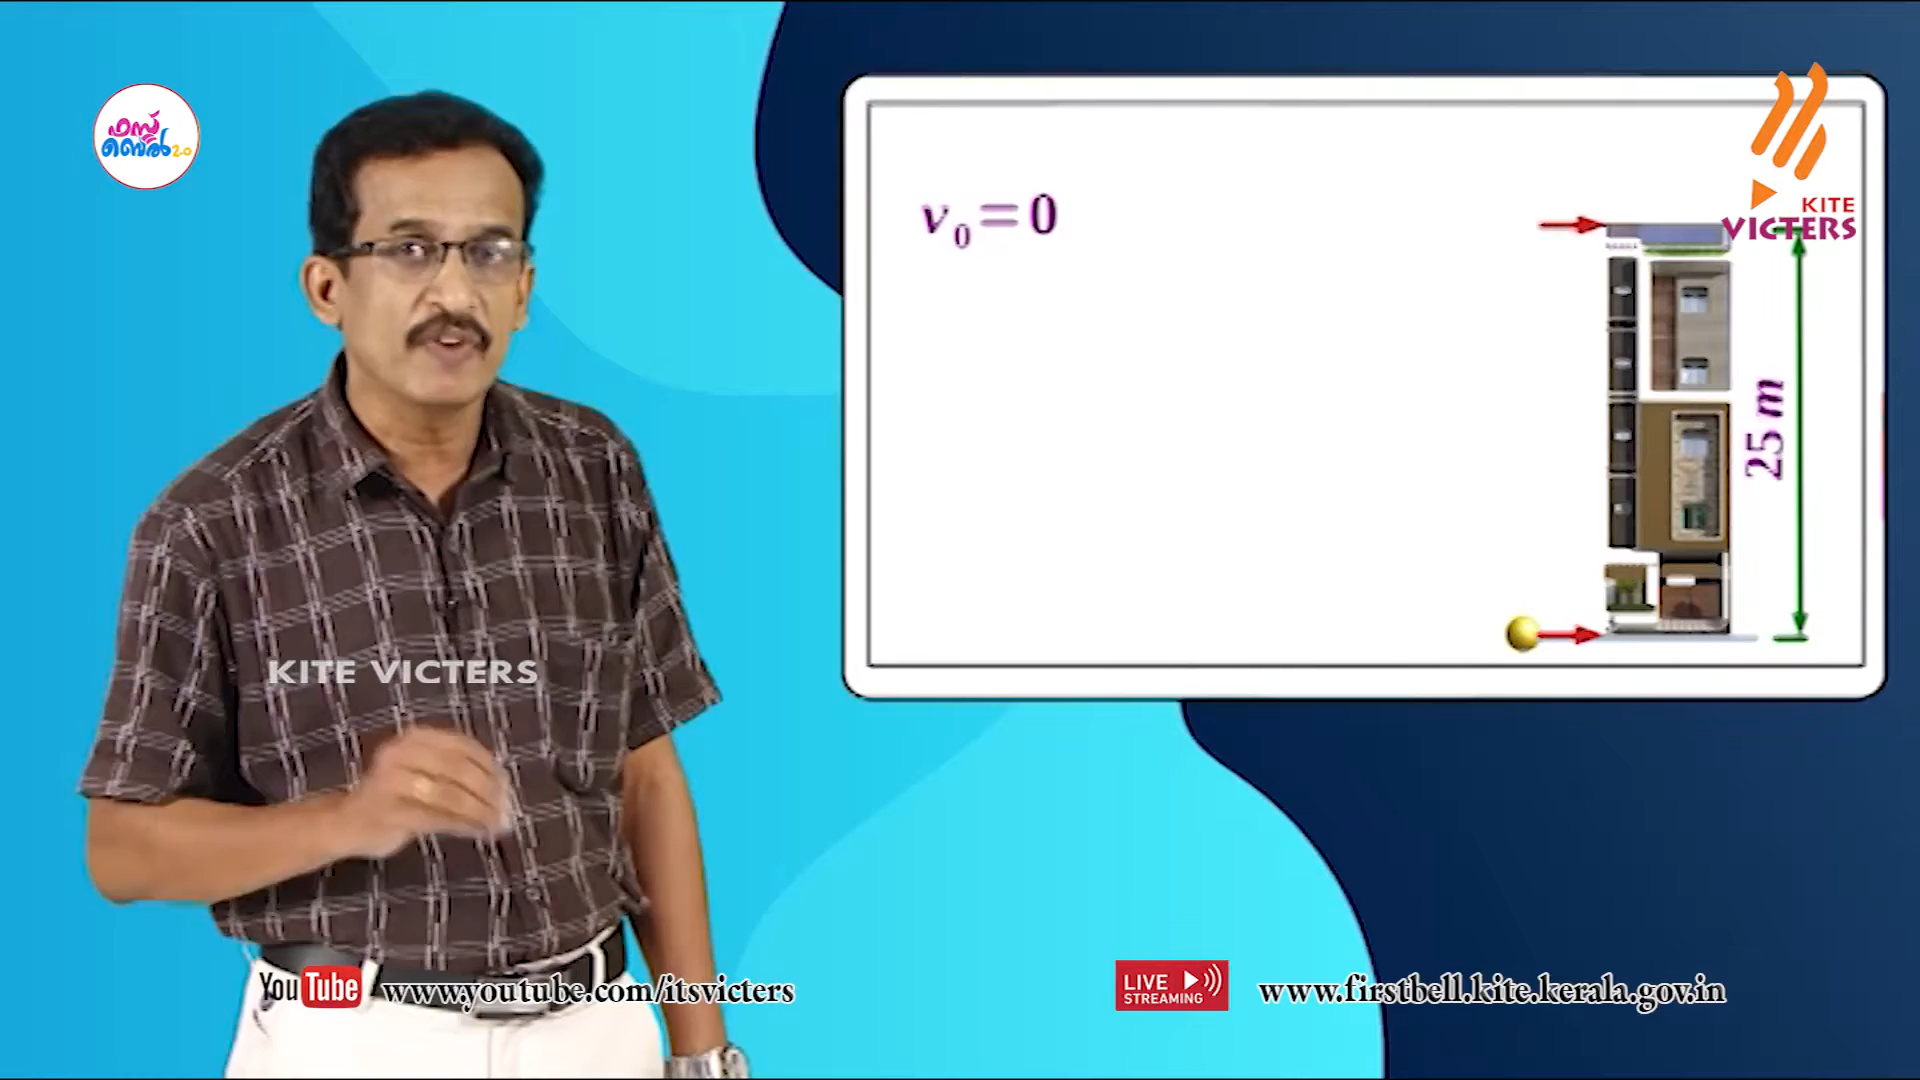 ഫസ്റ്റ്
ബെൽ 2.0
v₀ = 0
KITE
VICTERS
25 m
KITE VICTERS
YouTube www.youtube.com/itsvicters
LIVE
STREAMING
www.firstbell.kite.kerala.gov.in